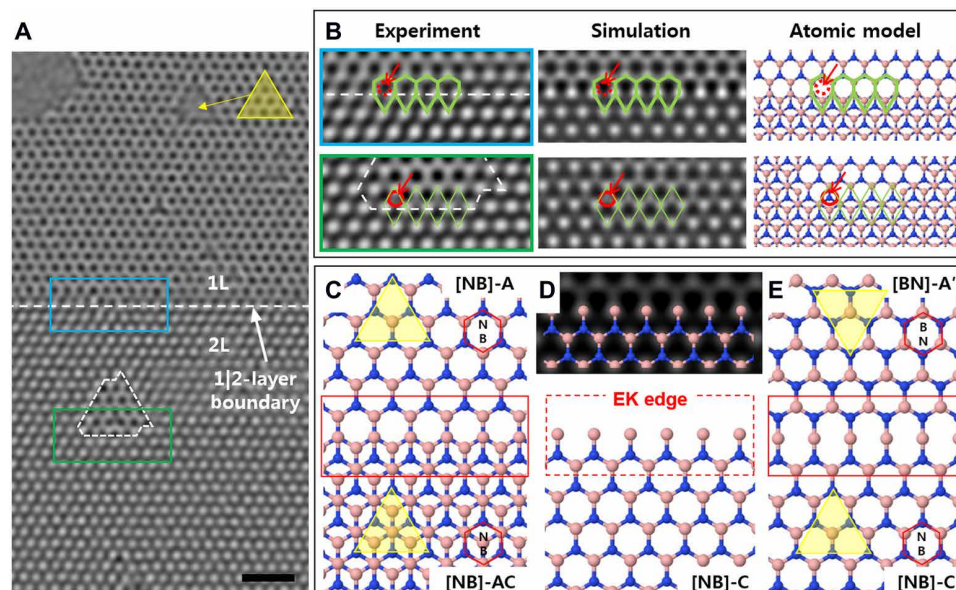 A
1L
2L
1|2-layer
boundary
B
Experiment
Simulation
Atomic model
C
[NB]-A
N
B
N
B
[NB]-AC
D
EK edge
[NB]-C
E
[BN]-A′
B
N
N
B
[NB]-C